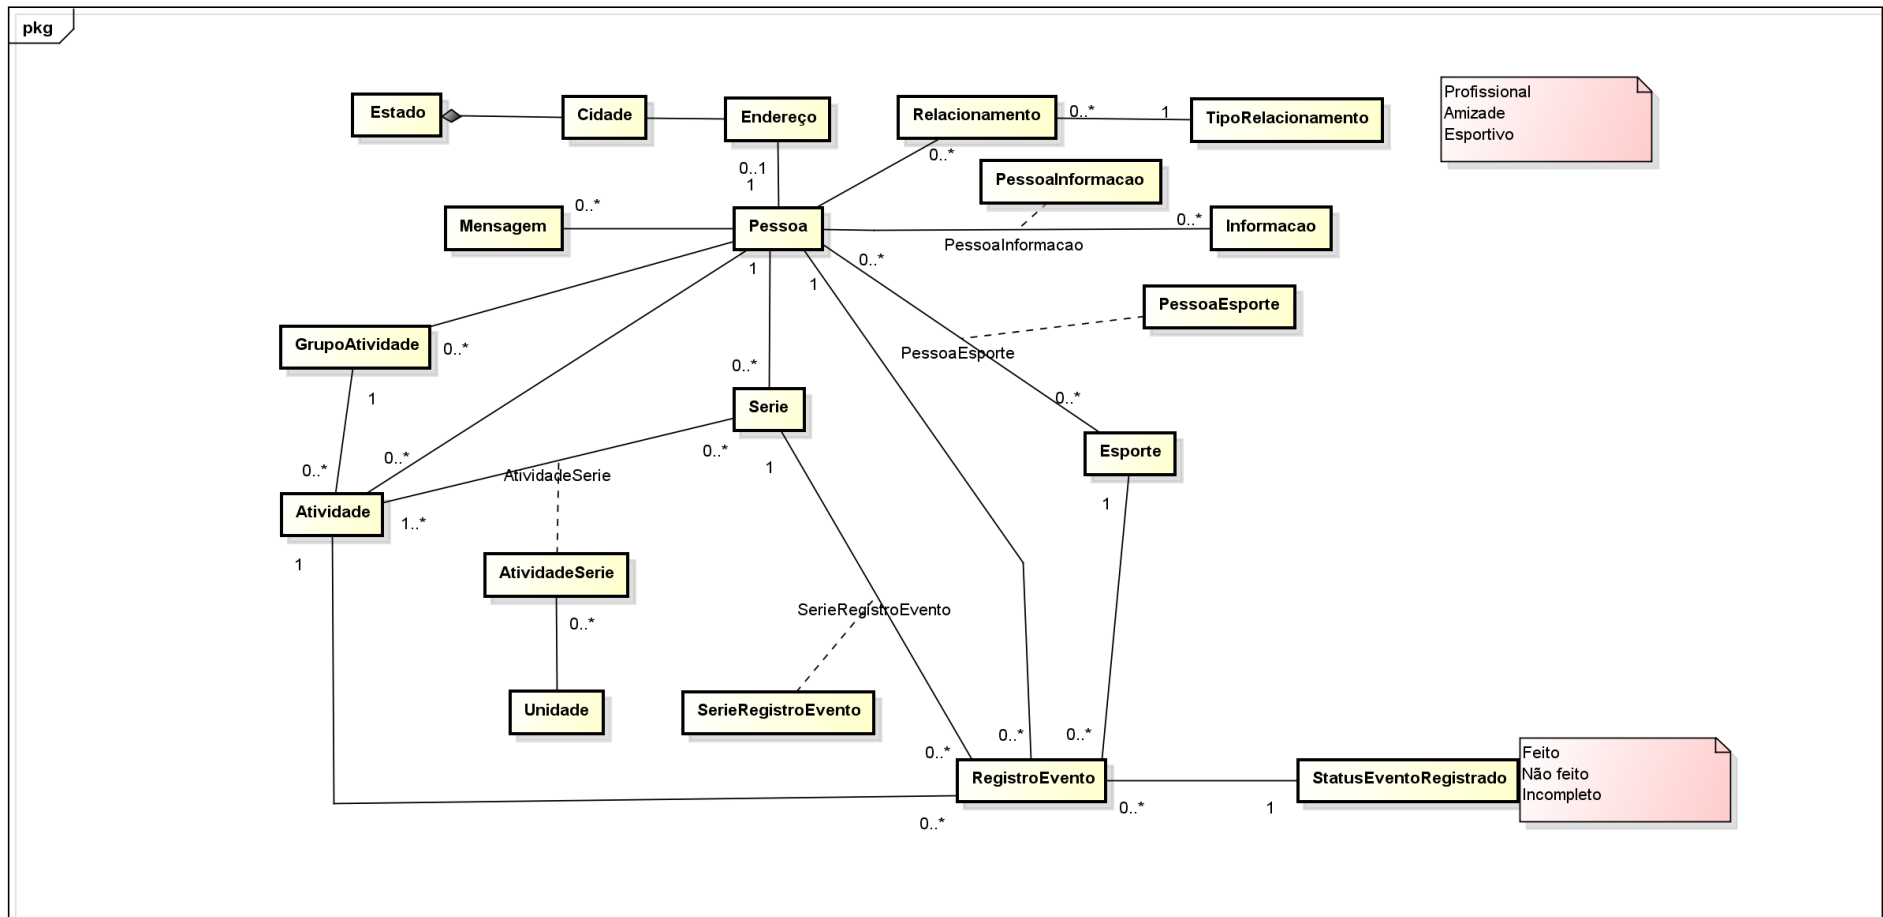 pkg
Estado
Cidade
Endereço
Relacionamento
0..*
1
TipoRelacionamento
Profissional
Amizade
Esportivo
0..1
1
0..*
PessoaInformacao
Mensagem
0..*
Pessoa
PessoaInformacao
0..*
Informacao
1
1
0..*
PessoaEsporte
PessoaEsporte
GrupoAtividade
0..*
1
0..*
Serie
0..*
Esporte
0..*
0..*
0..*
1
1
Atividade
1..*
AtividadeSerie
1
AtividadeSerie
0..*
SerieRegistroEvento
Unidade
SerieRegistroEvento
0..*
0..*
0..*
RegistroEvento
0..*
0..*
1
StatusEventoRegistrado
Feito
Não feito
Incompleto